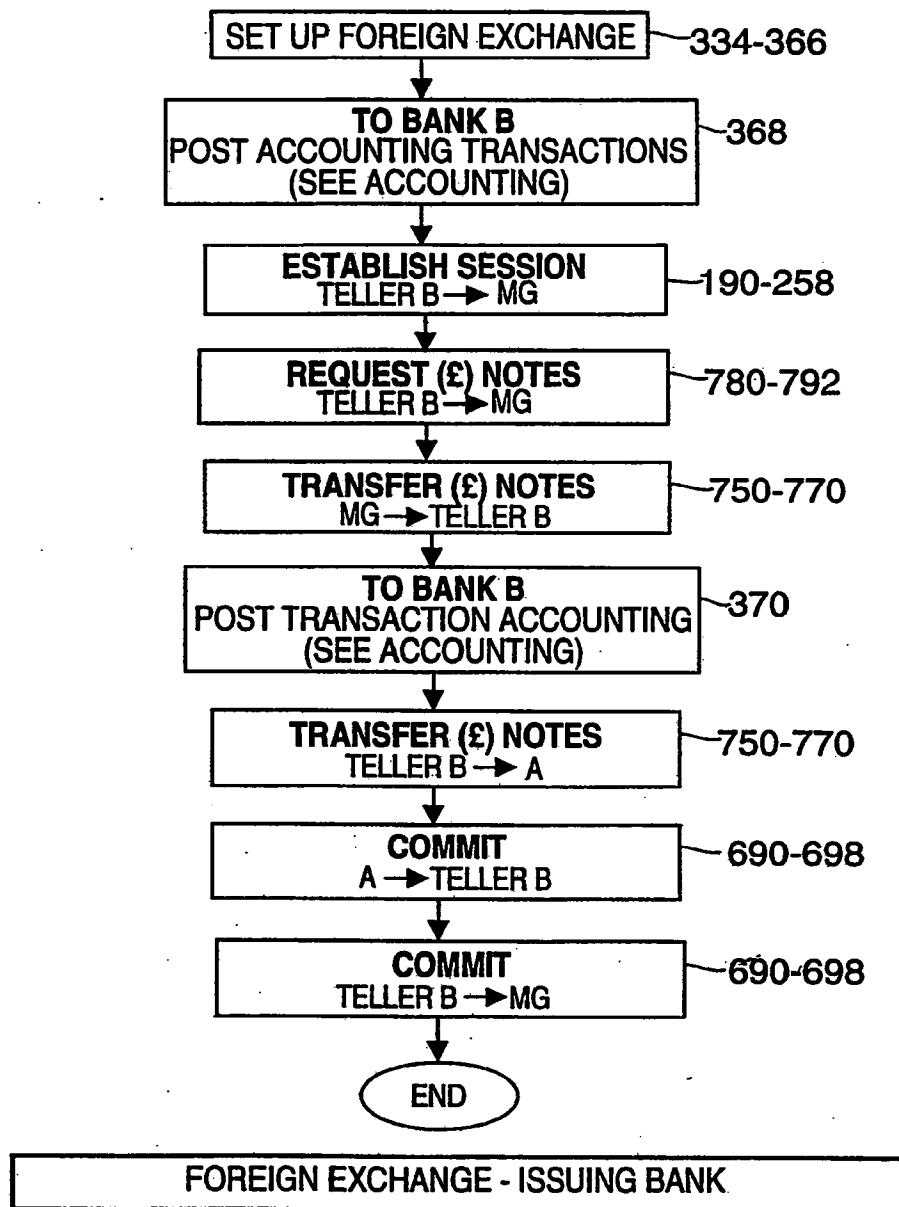 SET UP FOREIGN EXCHANGE 334-366
TO BANK B
POST ACCOUNTING TRANSACTIONS 368
(SEE ACCOUNTING)
ESTABLISH SESSION
TELLER B → MG 190-258
REQUEST (£) NOTES 780-792
TELLER B → MG
TRANSFER (£) NOTES 750-770
MG → TELLER B
TO BANK B 370
POST TRANSACTION ACCOUNTING
(SEE ACCOUNTING)
TRANSFER (£) NOTES 750-770
TELLER B → A
COMMIT 690-698
A → TELLER B
COMMIT 690-698
TELLER B → MG
END
FOREIGN EXCHANGE - ISSUING BANK